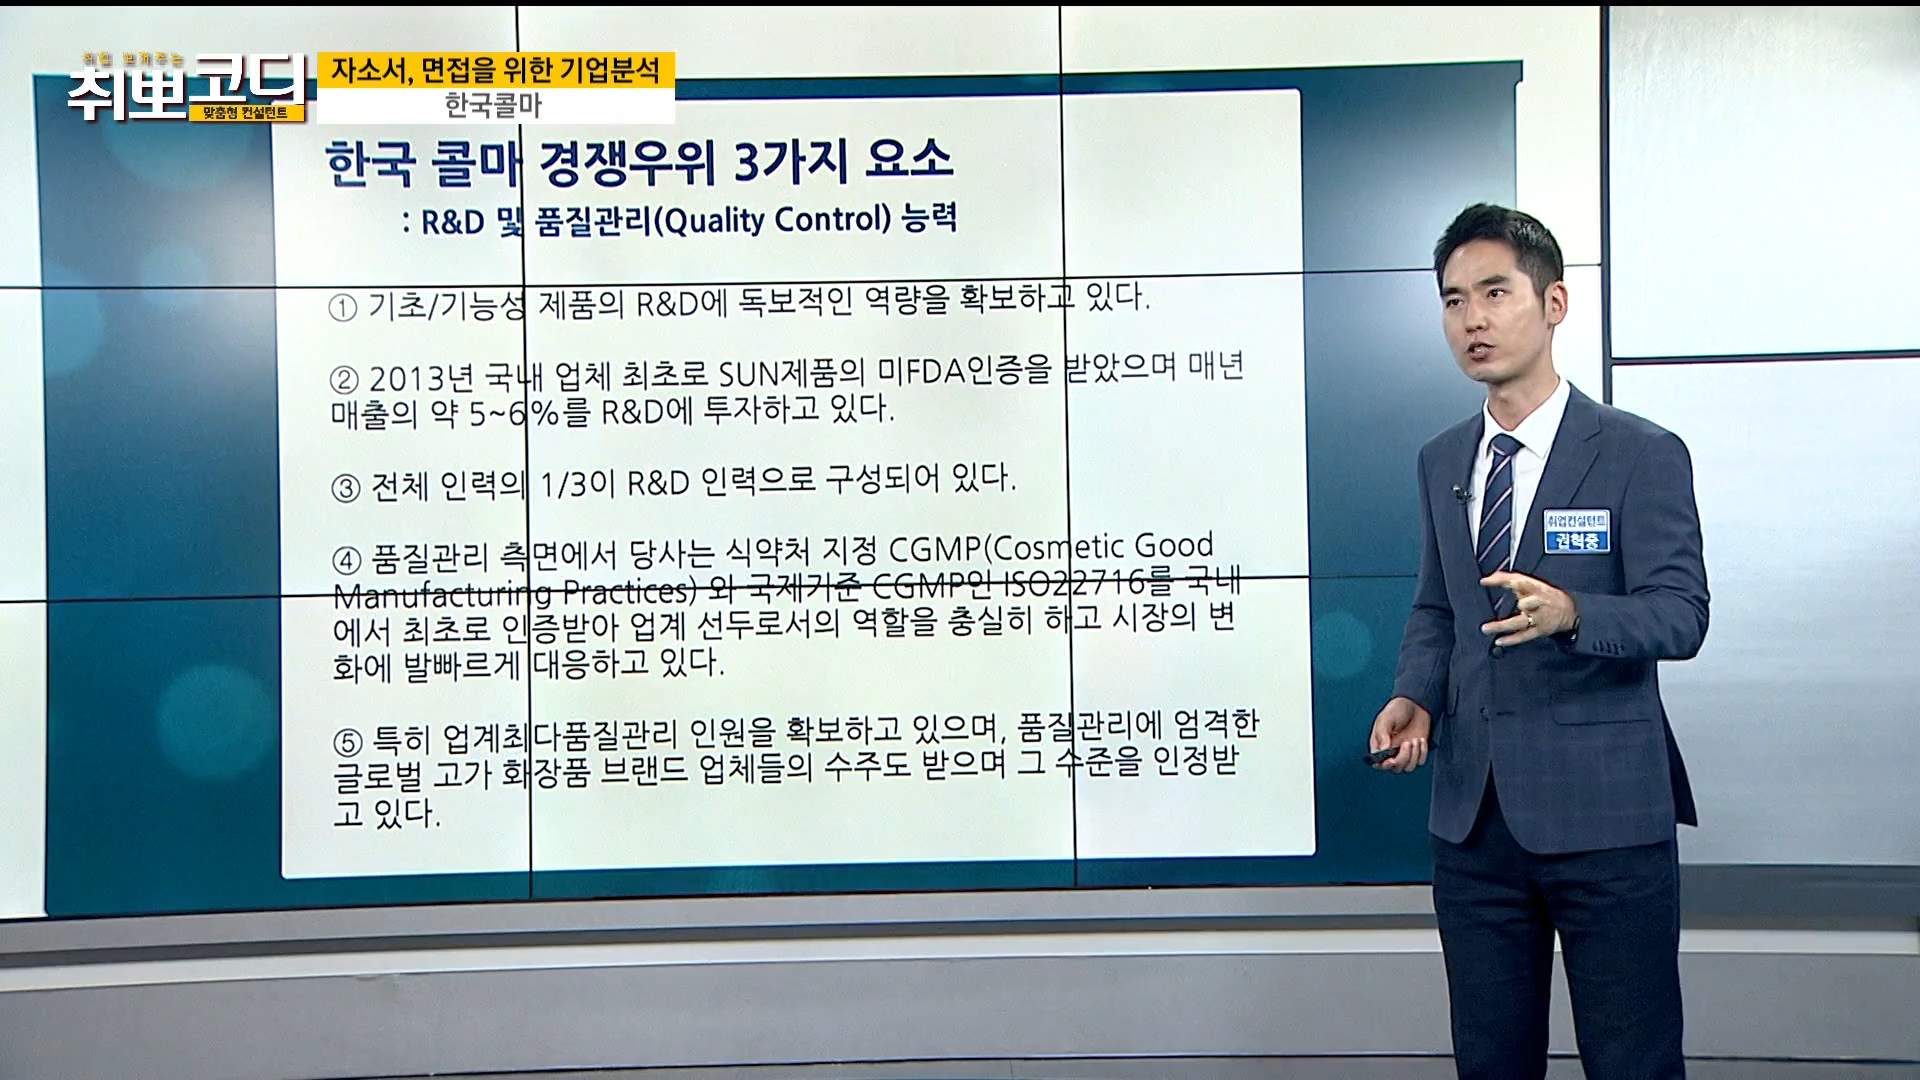 취업 뽀개주는
취뽀코디
맞춤형 컨설턴트
자소서, 면접을 위한 기업분석
한국콜마
한국 콜마 경쟁우위 3가지 요소
: R&D 및 품질관리(Quality Control) 능력
① 기초/기능성 제품의 R&D에 독보적인 역량을 확보하고 있다.
② 2013년 국내 업체 최초로 SUN제품의 미FDA인증을 받았으며 매년
매출의 약 5~6%를 R&D에 투자하고 있다.
③ 전체 인력의 1/3이 R&D 인력으로 구성되어 있다.
④ 품질관리 측면에서 당사는 식약처 지정 CGMP(Cosmetic Good
Manufacturing Practices) 와 국제기준 CGMP인 ISO22716를 국내
에서 최초로 인증받아 업계 선두로서의 역할을 충실히 하고 시장의 변
화에 발빠르게 대응하고 있다.
⑤ 특히 업계최다품질관리 인원을 확보하고 있으며, 품질관리에 엄격한
글로벌 고가 화장품 브랜드 업체들의 수주도 받으며 그 수준을 인정받
고 있다.
취업컨설턴트
권혁중